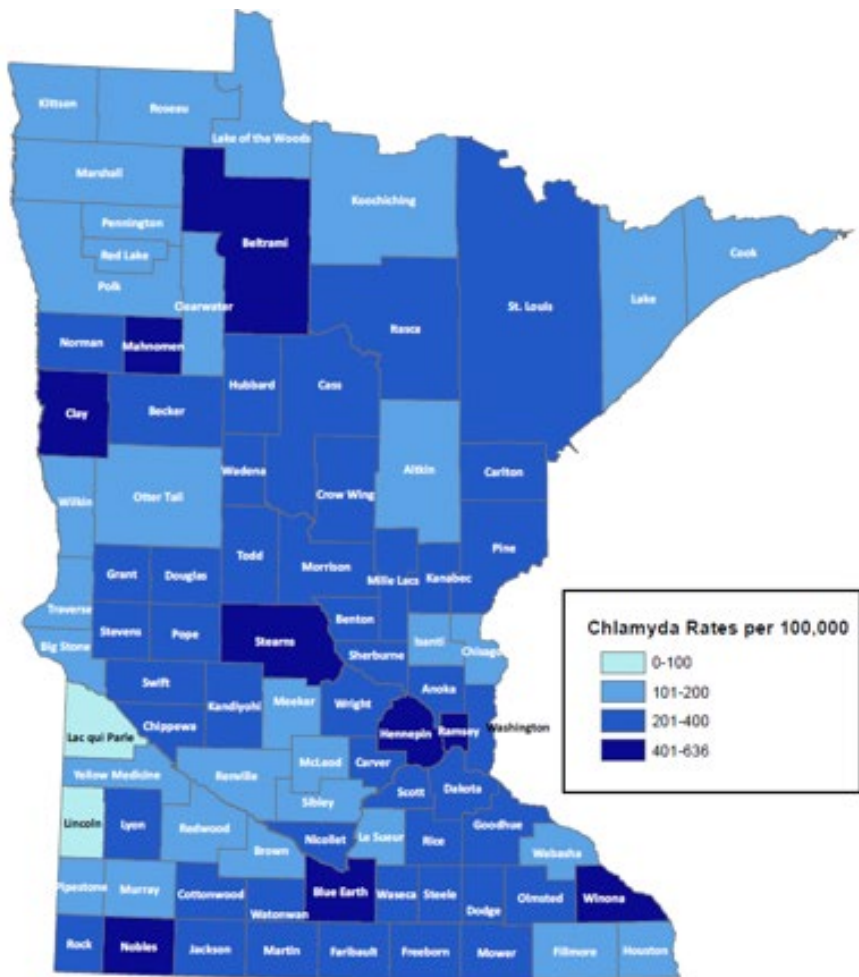 Kittson
Roseau
Lake of the Woods
Marshall
Koochiching
Pennington
Beltrami
Red Lake
Cook
Polk
Clearwater
Lake
St. Louis
Itasca
Norman
Mahnomen
Hubbard
Cass
Clay
Becker
Aitkin
Wadena
Carlton
Crow Wing
Otter Tail
Wilkin
Pine
Todd
Morrison
Grant
Douglas
Mille Lacs
Kanabec
Traverse
Benton
Stevens
Pope
Stearns
Isanti
Big Stone
Sherburne
Chisago
Swift
Anoka
Kandiyohi
Meeker
Wright
Washington
Chippewa
Hennepin
Ramsey
Lac qui Parle
McLeod
Carver
Yellow Medicine
Renville
Scott
Dakota
Sibley
Lincoln
Lyon
Redwood
Nicollet
Le Sueur
Rice
Goodhue
Brown
Wabasha
Pipestone
Murray
Cottonwood
Blue Earth
Waseca
Steele
Olmsted
Winona
Watonwan
Dodge
Rock
Nobles
Jackson
Martin
Faribault
Freeborn
Mower
Fillmore
Houston
Chlamyda Rates per 100,000
0-100
101-200
201-400
401-636